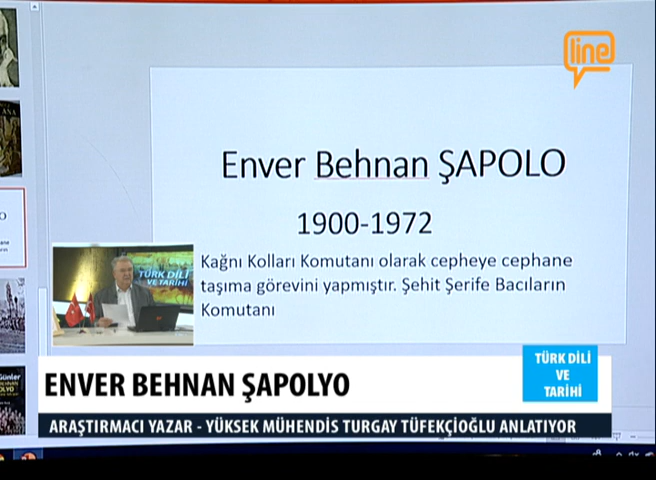 line
Enver Behnan ŞAPOLO
1900-1972
Kağnı Kolları Komutanı olarak cepheye cephane
taşıma görevini yapmıştır. Şehit Şerife Bacıların
Komutanı
TÜRK DİLİ
VE TARİHİ
ENVER BEHNAN ŞAPOLYO
TÜRK DİLİ
VE
TARİHİ
ARAŞTIRMACI YAZAR - YÜKSEK MÜHENDİS TURGAY TÜFEKÇİOĞLU ANLATIYOR